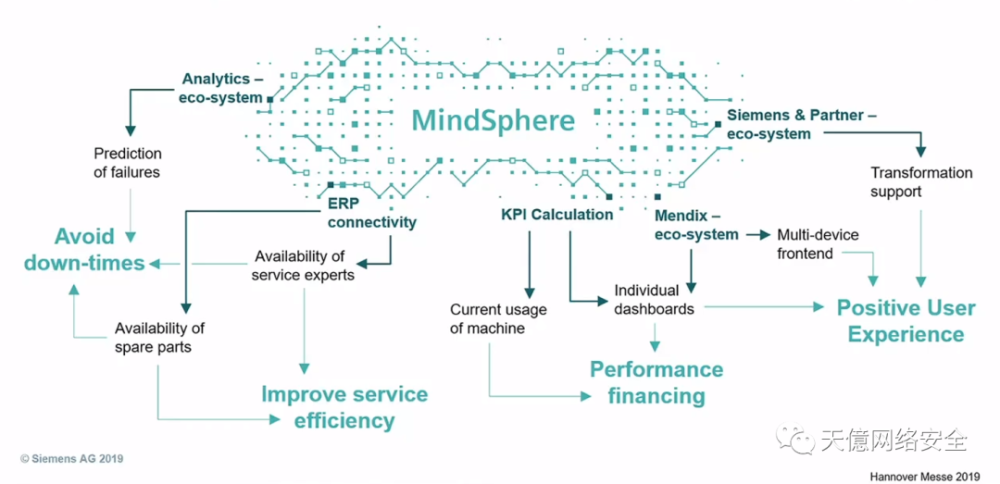 Analytics –
eco-system
MindSphere
Siemens & Partner –
eco-system
Prediction
of failures
Transformation
support
ERP
connectivity
KPI Calculation
Mendix –
eco-system
Avoid
down-times
Availability of
service experts
Multi-device
frontend
Individual
dashboards
Current usage
of machine
Positive User
Experience
Availability of
spare parts
Performance
financing
Improve service
efficiency
天億网络安全
© Siemens AG 2019
Hannover Messe 2019